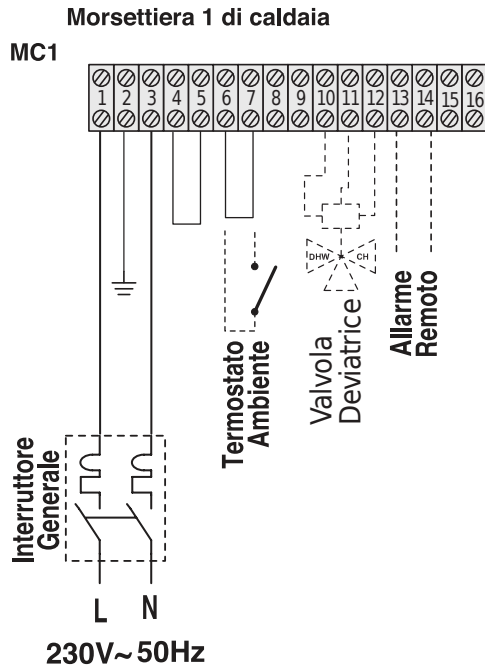 Morsettiera 1 di caldaia
MC1
1 2 3 4 5 6 7 8 9 10 11 12 13 14 15 16
DHW CH
Termostato
Ambiente
Valvola
Deviatrice
Allarme
Remoto
Interruttore
Generale
L N
230V~50Hz